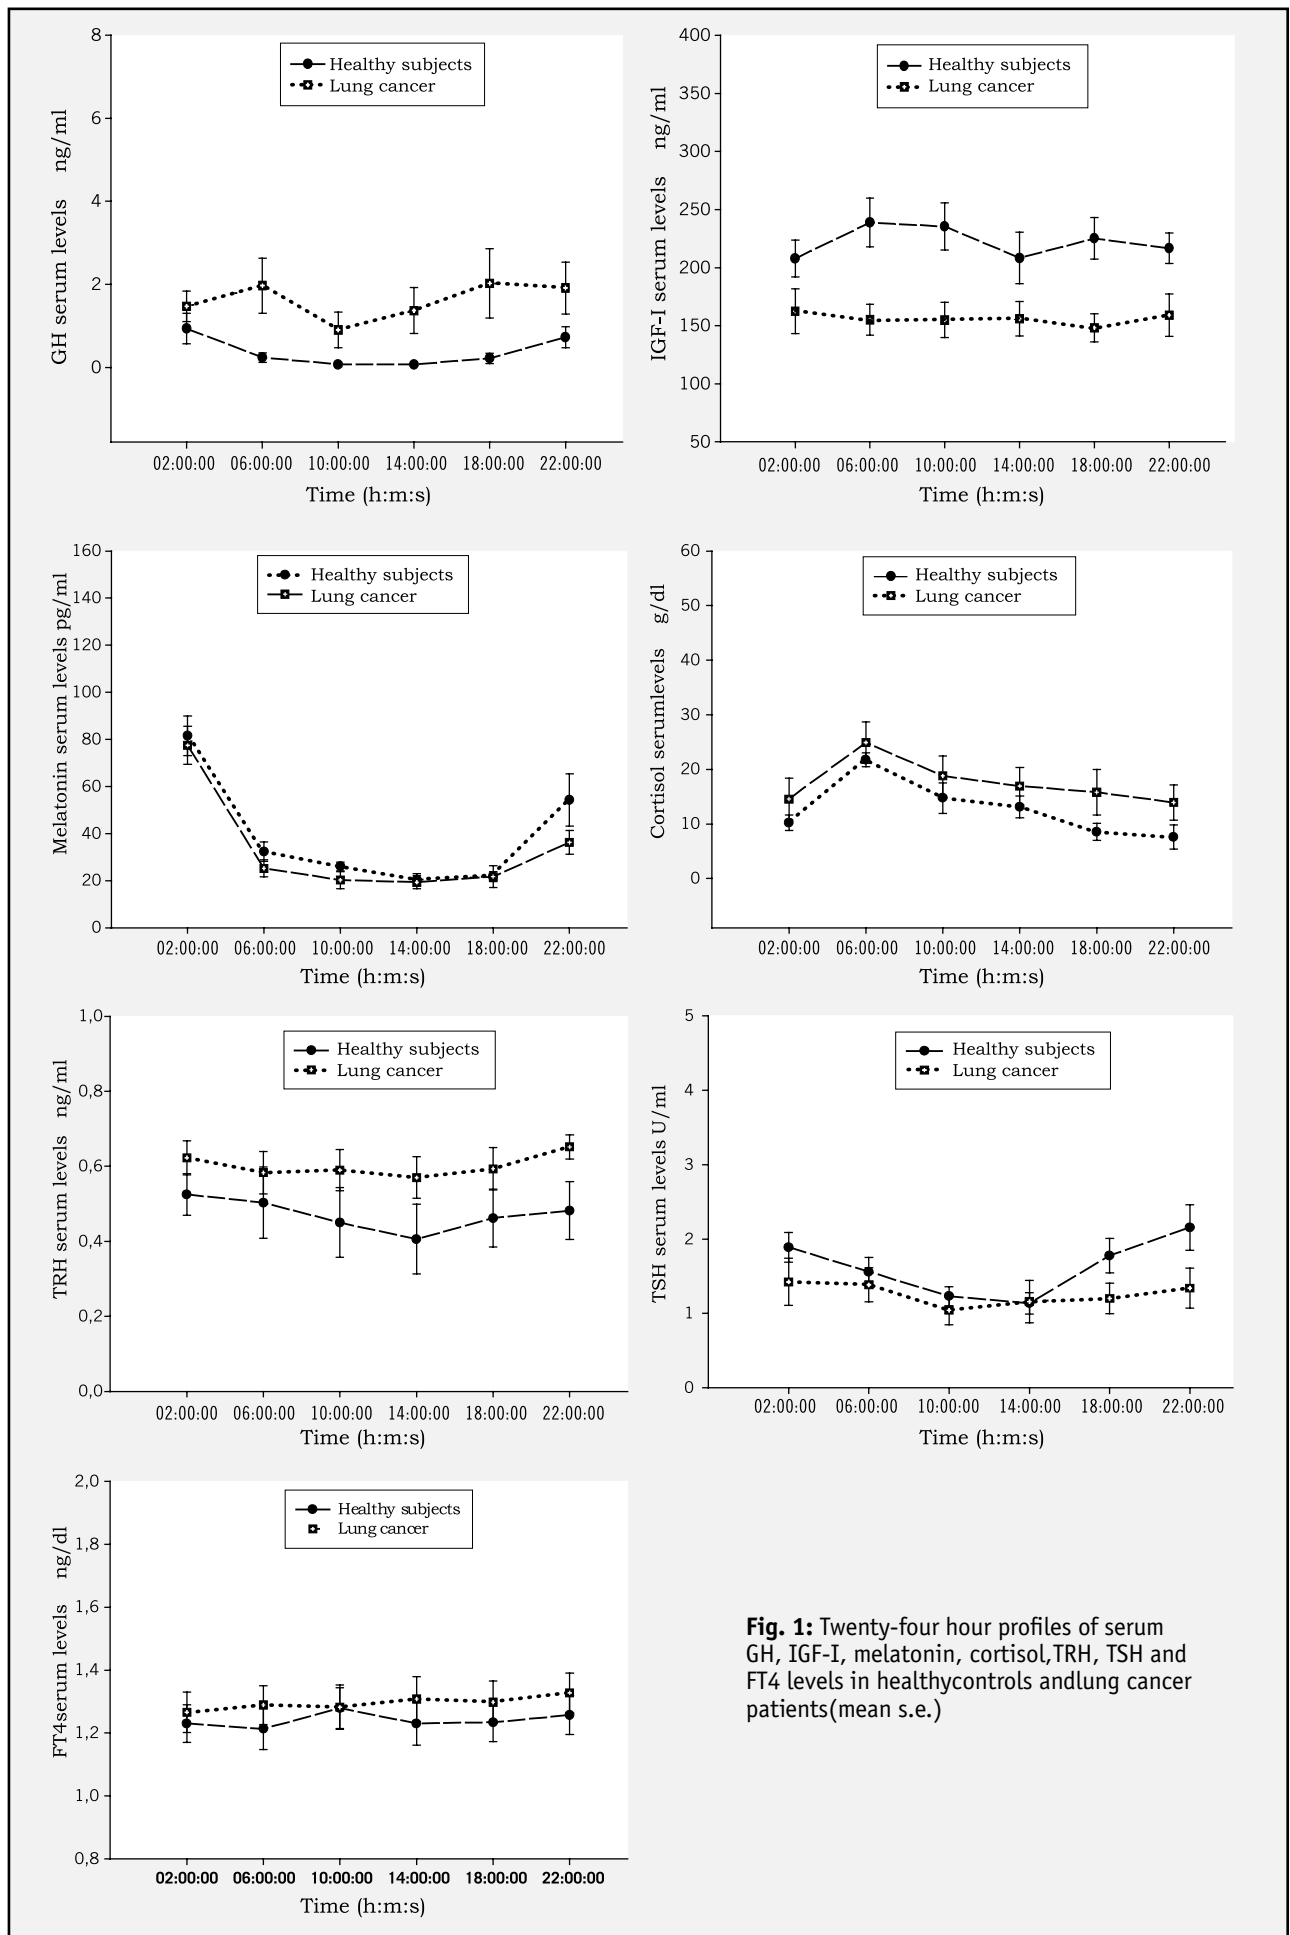 8
6
4
2
0
GH serum levels ng/ml
Healthy subjects
Lung cancer
02:00:00 06:00:00 10:00:00 14:00:00 18:00:00 22:00:00
Time (h:m:s)
400
350
300
250
200
150
100
50
IGF-I serum levels ng/ml
Healthy subjects
Lung cancer
02:00:00 06:00:00 10:00:00 14:00:00 18:00:00 22:00:00
Time (h:m:s)
160
140
120
100
80
60
40
20
0
Melatonin serum levels pg/ml
Healthy subjects
Lung cancer
02:00:00 06:00:00 10:00:00 14:00:00 18:00:00 22:00:00
Time (h:m:s)
60
50
40
30
20
10
0
Cortisol serumlevels g/dl
Healthy subjects
Lung cancer
02:00:00 06:00:00 10:00:00 14:00:00 18:00:00 22:00:00
Time (h:m:s)
1,0
0,8
0,6
0,4
0,2
0,0
TRH serum levels ng/ml
Healthy subjects
Lung cancer
02:00:00 06:00:00 10:00:00 14:00:00 18:00:00 22:00:00
Time (h:m:s)
5
4
3
2
1
0
TSH serum levels U/ml
Healthy subjects
Lung cancer
02:00:00 06:00:00 10:00:00 14:00:00 18:00:00 22:00:00
Time (h:m:s)
2,0
1,8
1,6
1,4
1,2
1,0
0,8
FT4serum levels ng/dl
Healthy subjects
Lung cancer
02:00:00 06:00:00 10:00:00 14:00:00 18:00:00 22:00:00
Time (h:m:s)
Fig. 1: Twenty-four hour profiles of serum
GH, IGF-I, melatonin, cortisol,TRH, TSH and
FT4 levels in healthycontrols andlung cancer
patients(mean s.e.)